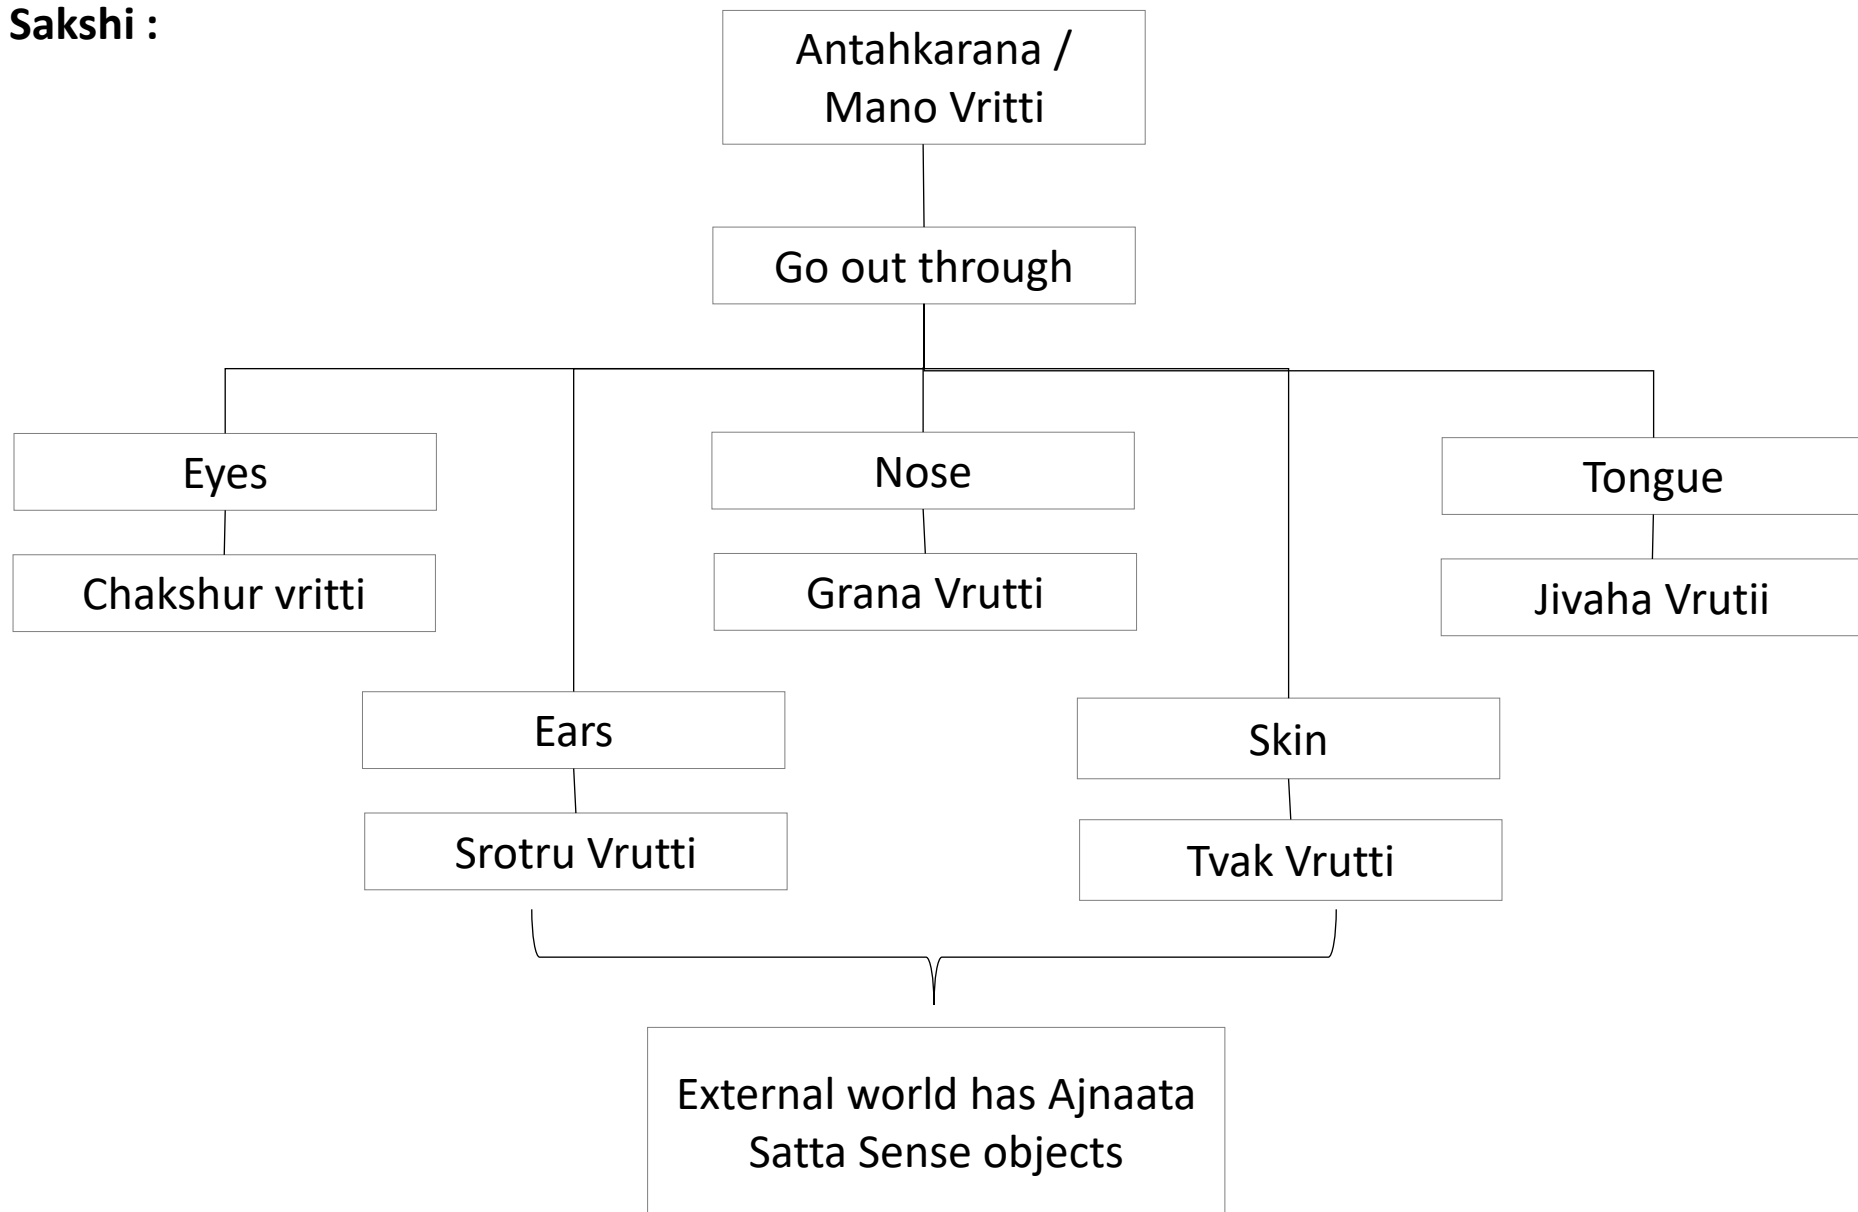 Sakshi :
Antahkarana /
Mano Vritti
Go out through
Eyes
Nose
Tongue
Chakshur vritti
Grana Vrutti
Jivaha Vrutii
Ears
Skin
Srotru Vrutti
Tvak Vrutti
External world has Ajnaata
Satta Sense objects